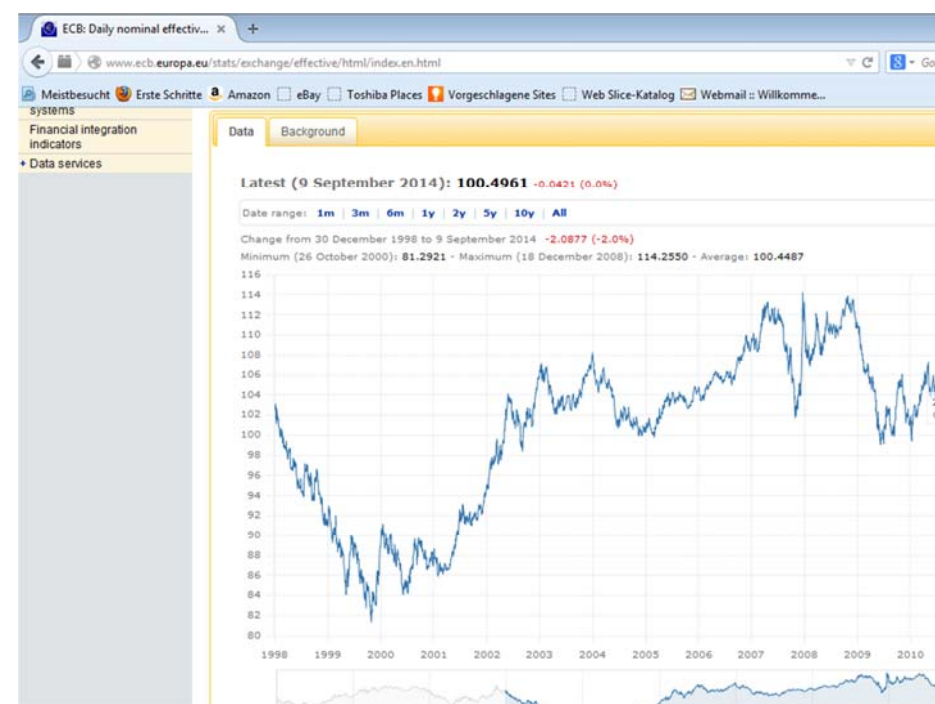 ECB: Daily nominal effectiv... × +
www.ecb.europa.eu/stats/exchange/effective/html/index.en.html
Meistbesucht Erste Schritte Amazon eBay Toshiba Places Vorgeschlagene Sites Web Slice-Katalog Webmail :: Willkomme...
systems
Financial integration
indicators
Data services
Data Background
Latest (9 September 2014): 100.4961 -0.0421 (0.0%)
Date range: 1m | 3m | 6m | 1y | 2y | 5y | 10y | All
Change from 30 December 1998 to 9 September 2014 -2.0877 (-2.0%)
Minimum (26 October 2000): 81.2921 - Maximum (18 December 2008): 114.2550 - Average: 100.4487
116
114
112
110
108
106
104
102
100
98
96
94
92
90
88
86
84
82
80
1998 1999 2000 2001 2002 2003 2004 2005 2006 2007 2008 2009 2010